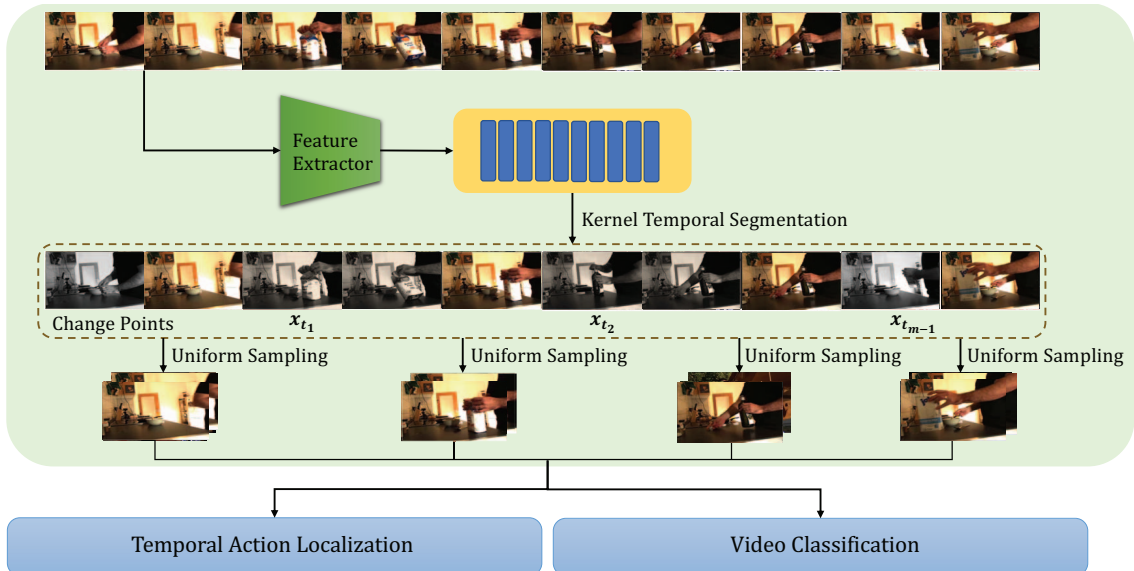 Feature
Extractor
Kernel Temporal Segmentation
Change Points
x_{t_1}
x_{t_2}
x_{t_{m-1}}
Uniform Sampling
Uniform Sampling
Uniform Sampling
Uniform Sampling
Temporal Action Localization
Video Classification